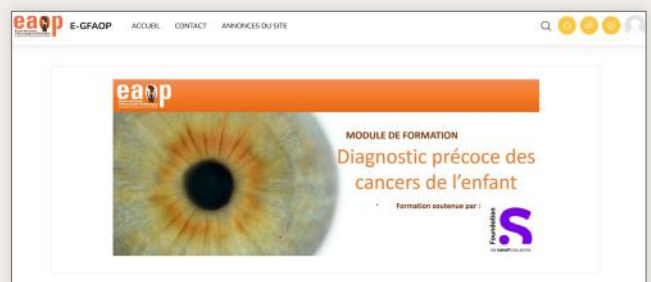 eaop E-GFAOP ACCUEIL CONTACT ANNONCES DU SITE
eaop
MODULE DE FORMATION
Diagnostic précoce des
cancers de l'enfant
Formation soutenue par :
Foundation
S